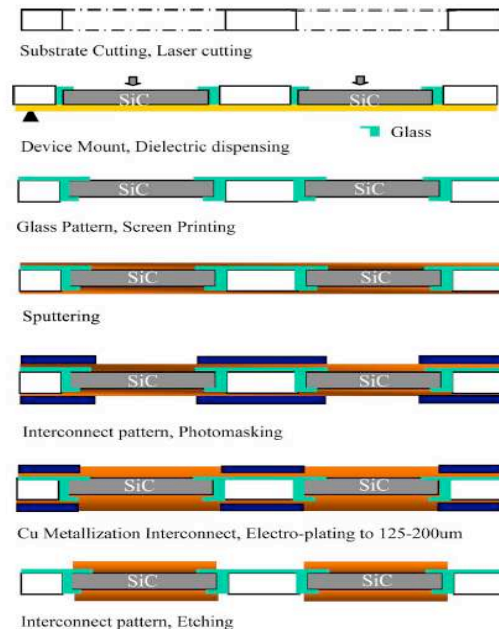 Substrate Cutting, Laser cutting
SiC SiC
Device Mount, Dielectric dispensing
Glass
SiC SiC
Glass Pattern, Screen Printing
SiC SiC
Sputtering
SiC SiC
Interconnect pattern, Photomasking
SiC SiC
Cu Metallization Interconnect, Electro-plating to 125-200um
SiC SiC
Interconnect pattern, Etching